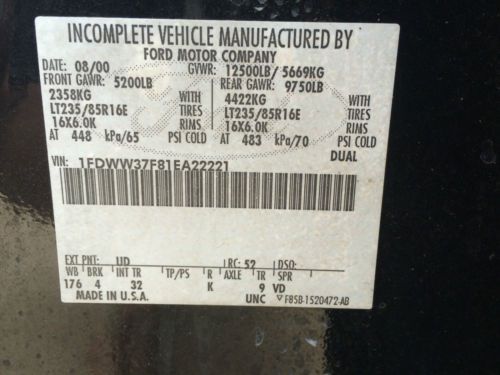 INCOMPLETE VEHICLE MANUFACTURED BY
FORD MOTOR COMPANY
DATE: 08/00 GVWR: 12500LB/ 5669KG
FRONT GAWR: 5200LB REAR GAWR: 9750LB
2358KG WITH 4422KG WITH
LT235/85R16E TIRES LT235/85R16E TIRES
16X6.0K RIMS 16X6.0K RIMS
AT 448 kPa/65 PSI COLD AT 483 kPa/70 PSI COLD
DUAL
VIN: 1FDWW37F81EA22221
EXT PNT: UD RC: 52 DSO:
WB BRK INT TR TP/PS R AXLE TR SPR
176 4 32 K 9 VD
MADE IN U.S.A. UNC F85B-1520472-AB